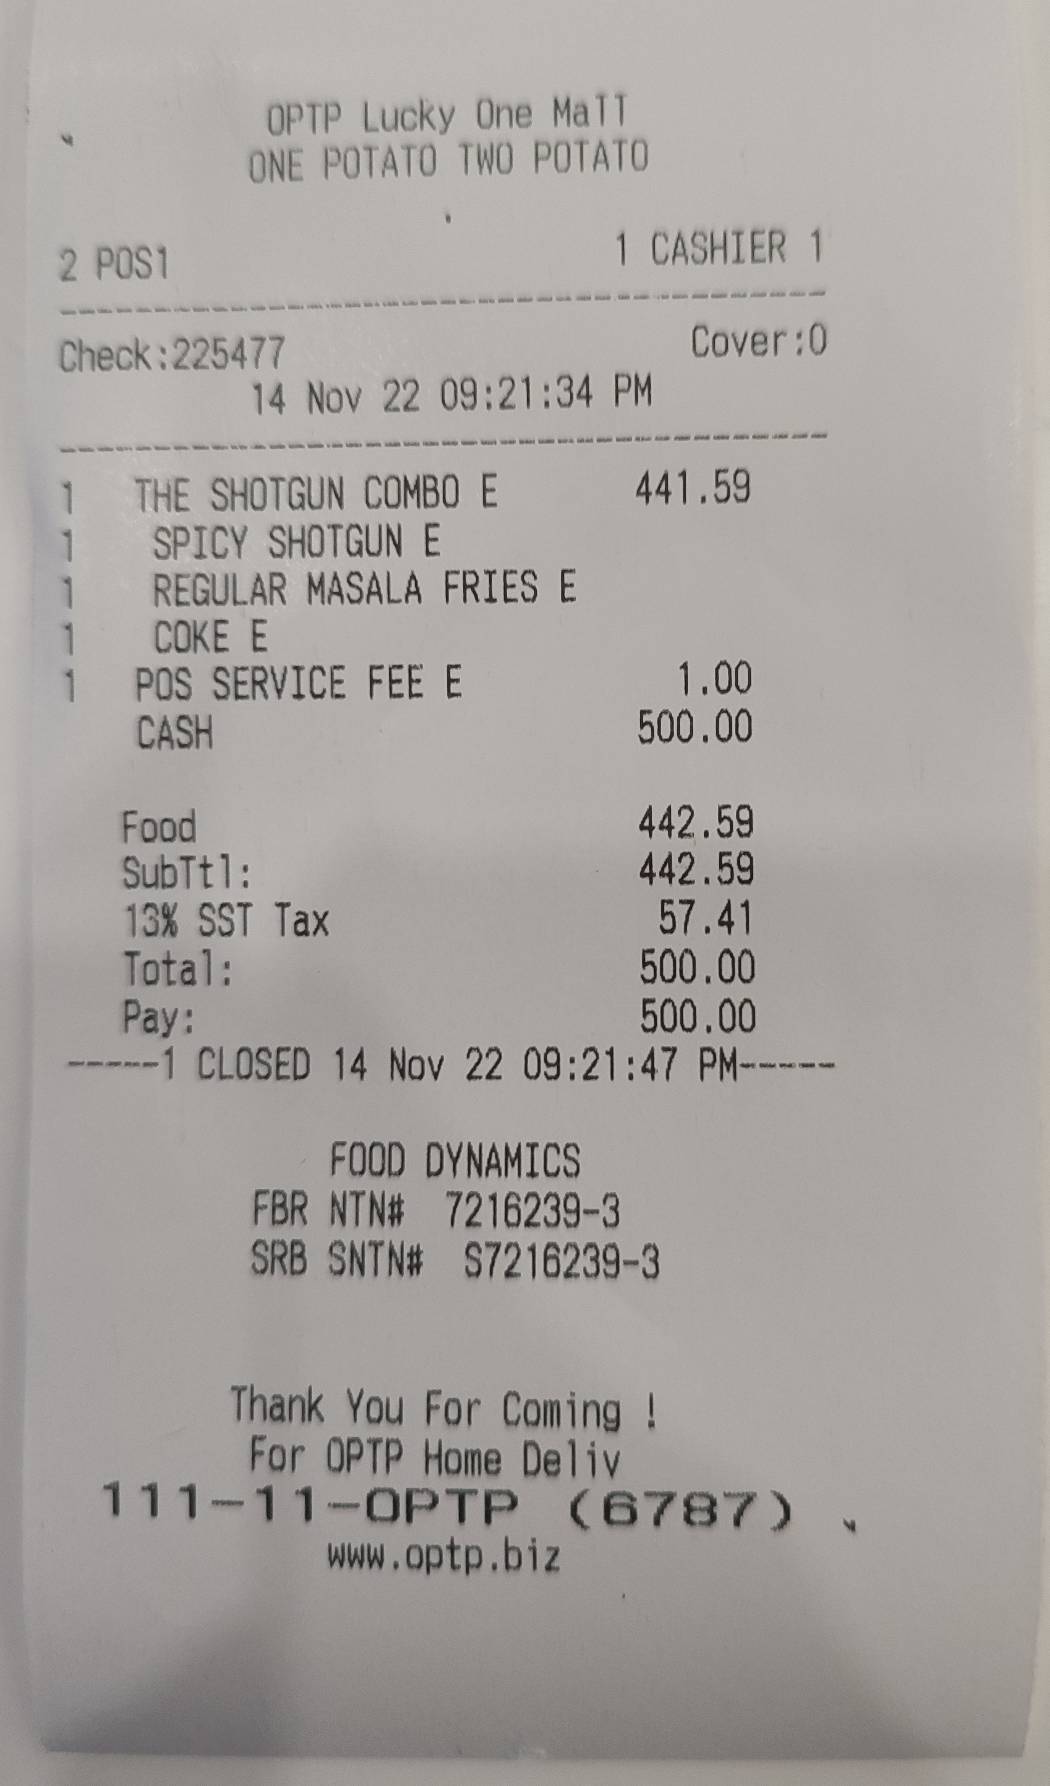 OPTP Lucky One Mall
ONE POTATO TWO POTATO
2 POS1 1 CASHIER 1
Check:225477 Cover:0
14 Nov 22 09:21:34 PM
1 THE SHOTGUN COMBO E 441.59
1 SPICY SHOTGUN E
1 REGULAR MASALA FRIES E
1 COKE E
1 POS SERVICE FEE E 1.00
CASH 500.00
Food 442.59
SubTtl: 442.59
13% SST Tax 57.41
Total: 500.00
Pay: 500.00
-----1 CLOSED 14 Nov 22 09:21:47 PM-----
FOOD DYNAMICS
FBR NTN# 7216239-3
SRB SNTN# S7216239-3
Thank You For Coming !
For OPTP Home Deliv
111-11-OPTP (6787)
www.optp.biz